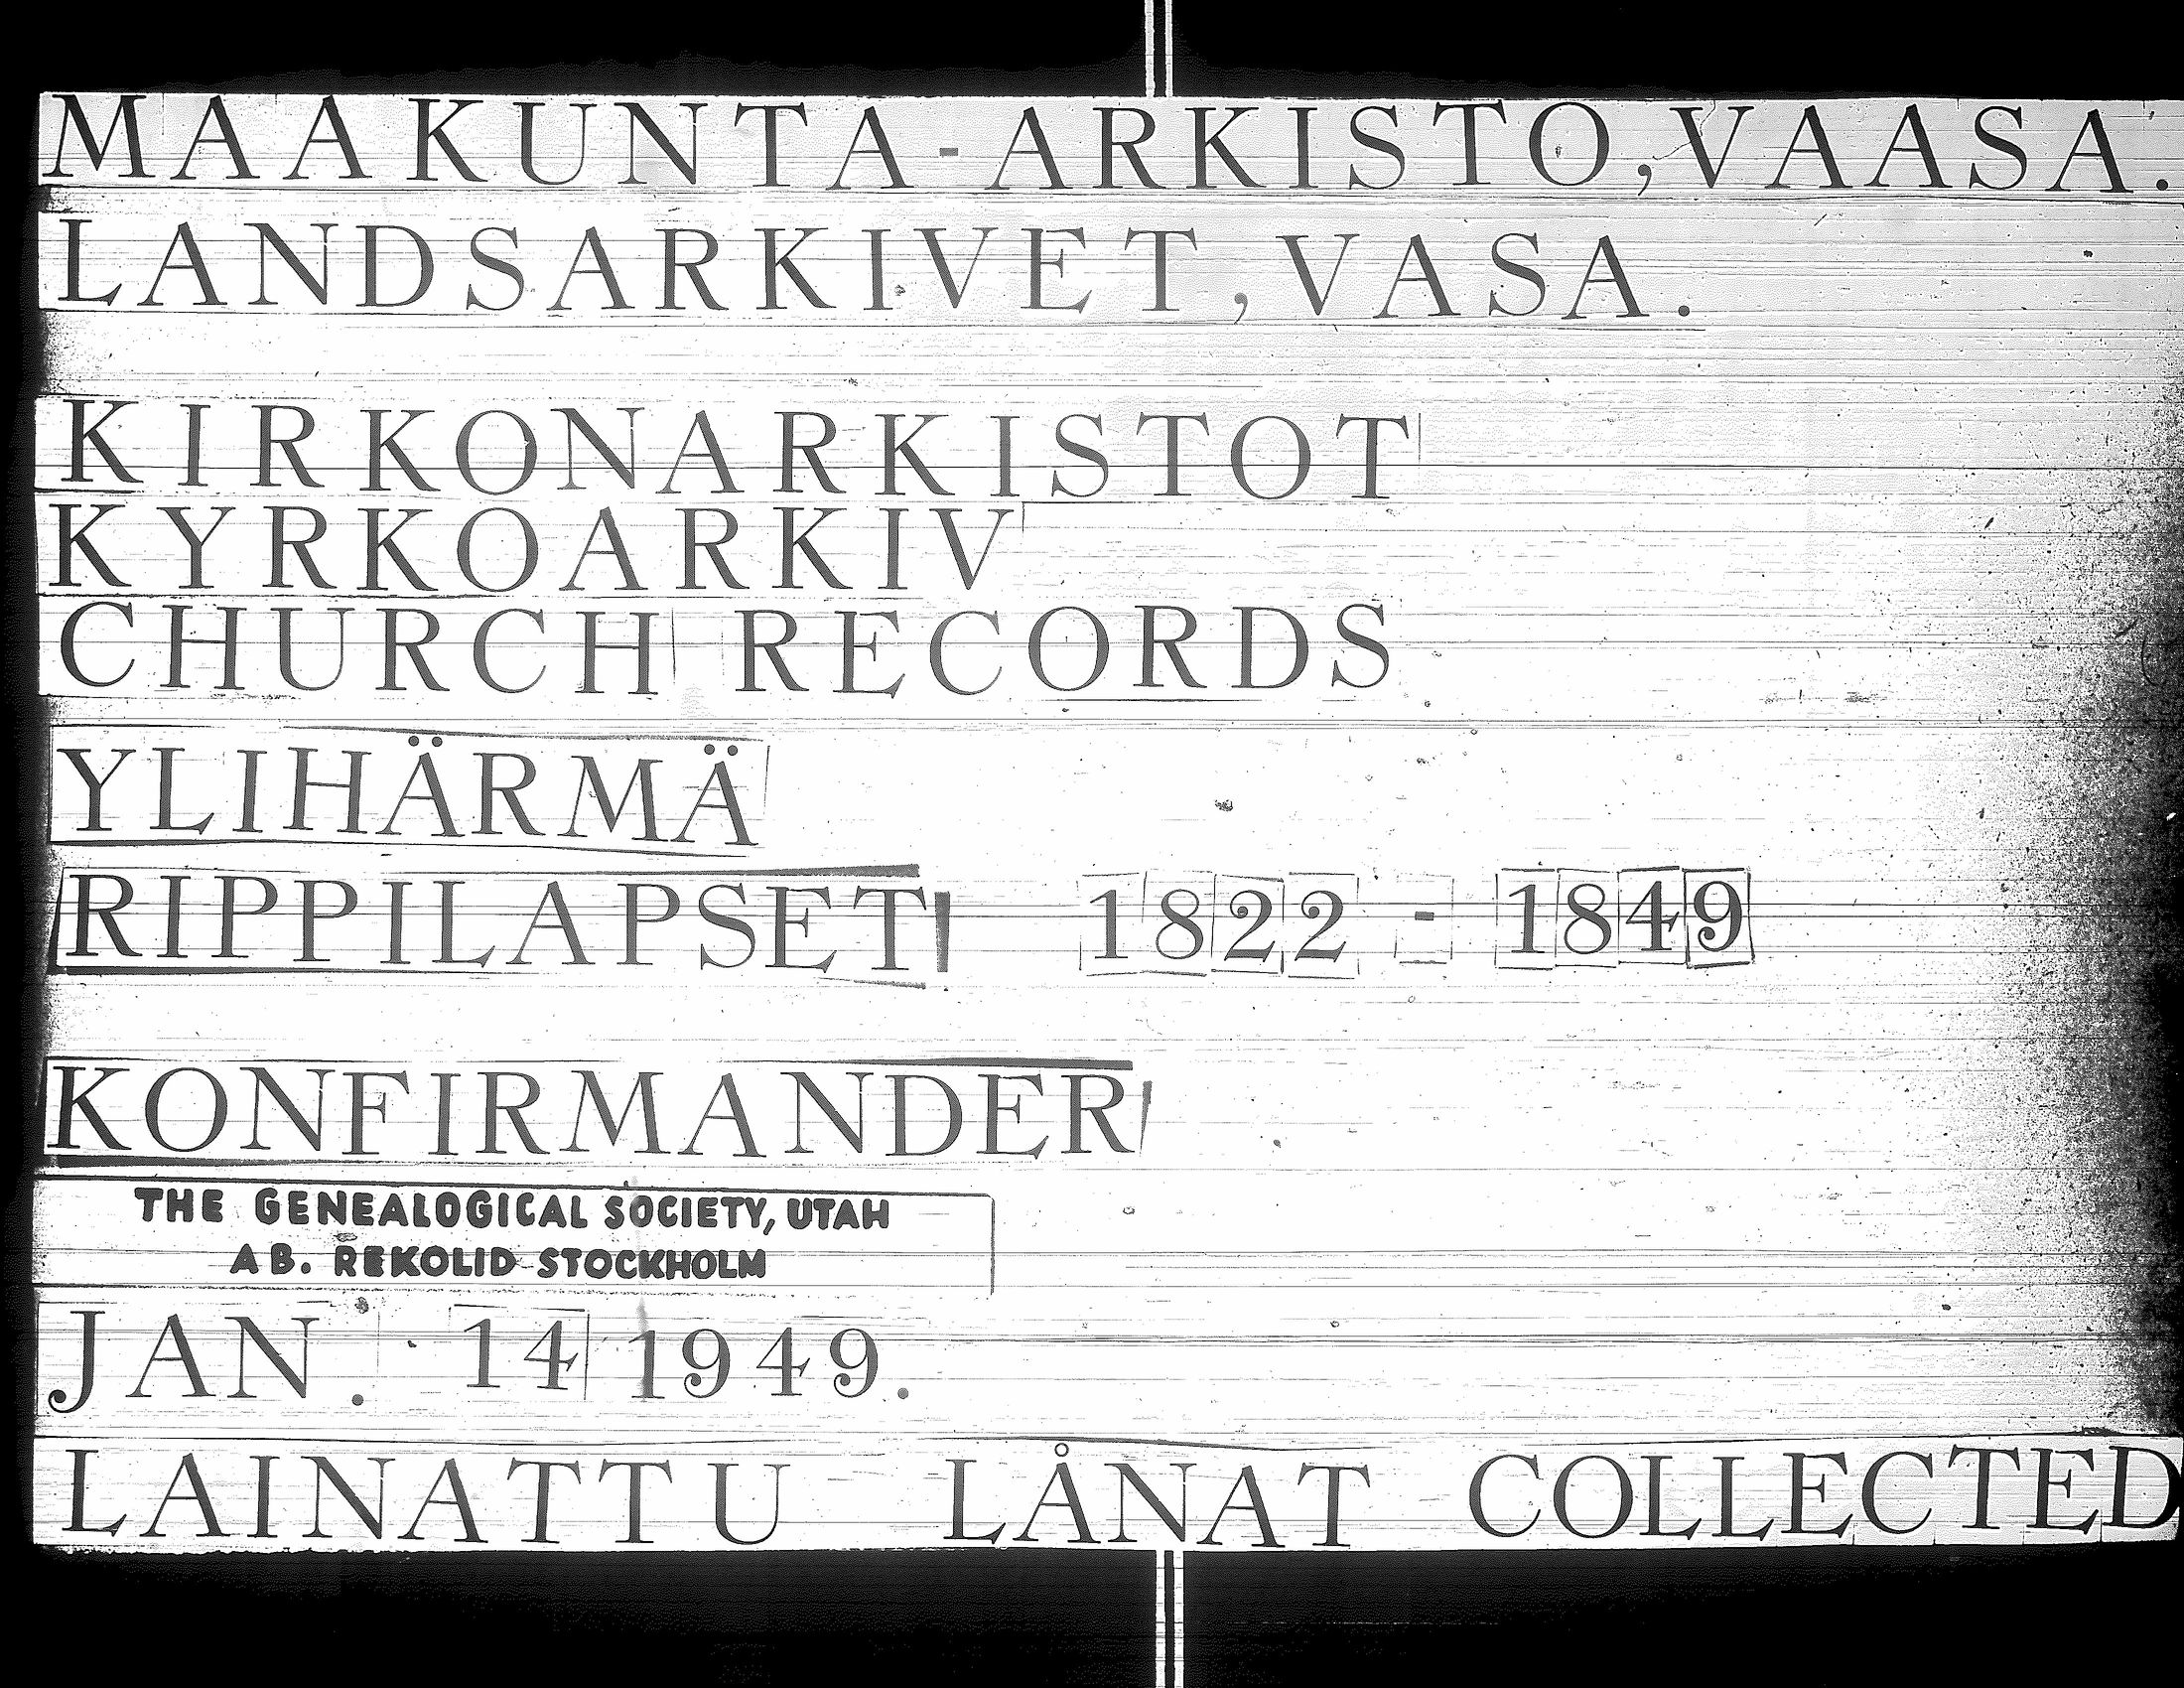 MAAKUNTA-ARKISTO, VAASA.
LANDSARKIVET, VASA.
KIRKONARKISTOT
KYRKOARKIV
CHURCH RECORDS
YLIHÄRMÄ
RIPPILAPSET 1822 - 1849
KONFIRMANDER
THE GENEALOGICAL SOCIETY, UTAH
AB. REKOLID STOCKHOLM
JAN. 14 1949.
LAINATTU LÅNAT COLLECTED